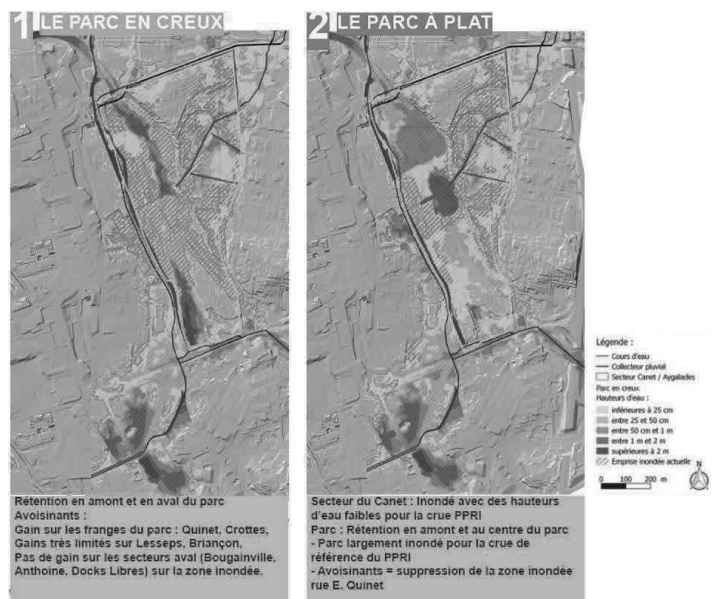 1 LE PARC EN CREUX
2 LE PARC À PLAT
Légende :
Cours d'eau
Collecteur pluvial
Secteur Canet / Aygalades
Parc en creux
Hauteurs d'eau :
inférieures à 25 cm
entre 25 et 50 cm
entre 50 cm et 1 m
entre 1 m et 2 m
supérieures à 2 m
Emprise inondée actuelle
0 100 200 m
N
Rétention en amont et en aval du parc
Avoisinants :
Gain sur les franges du parc : Quinet, Crottes,
Gains très limités sur Lesseps, Briançon,
Pas de gain sur les secteurs aval (Bougainville,
Anthoine, Docks Libres) sur la zone inondée.
Secteur du Canet : Inondé avec des hauteurs
d'eau faibles pour la crue PPRI
Parc : Rétention en amont et au centre du parc
- Parc largement inondé pour la crue de
référence du PPRI
- Avoisinants = suppression de la zone inondée
rue E. Quinet